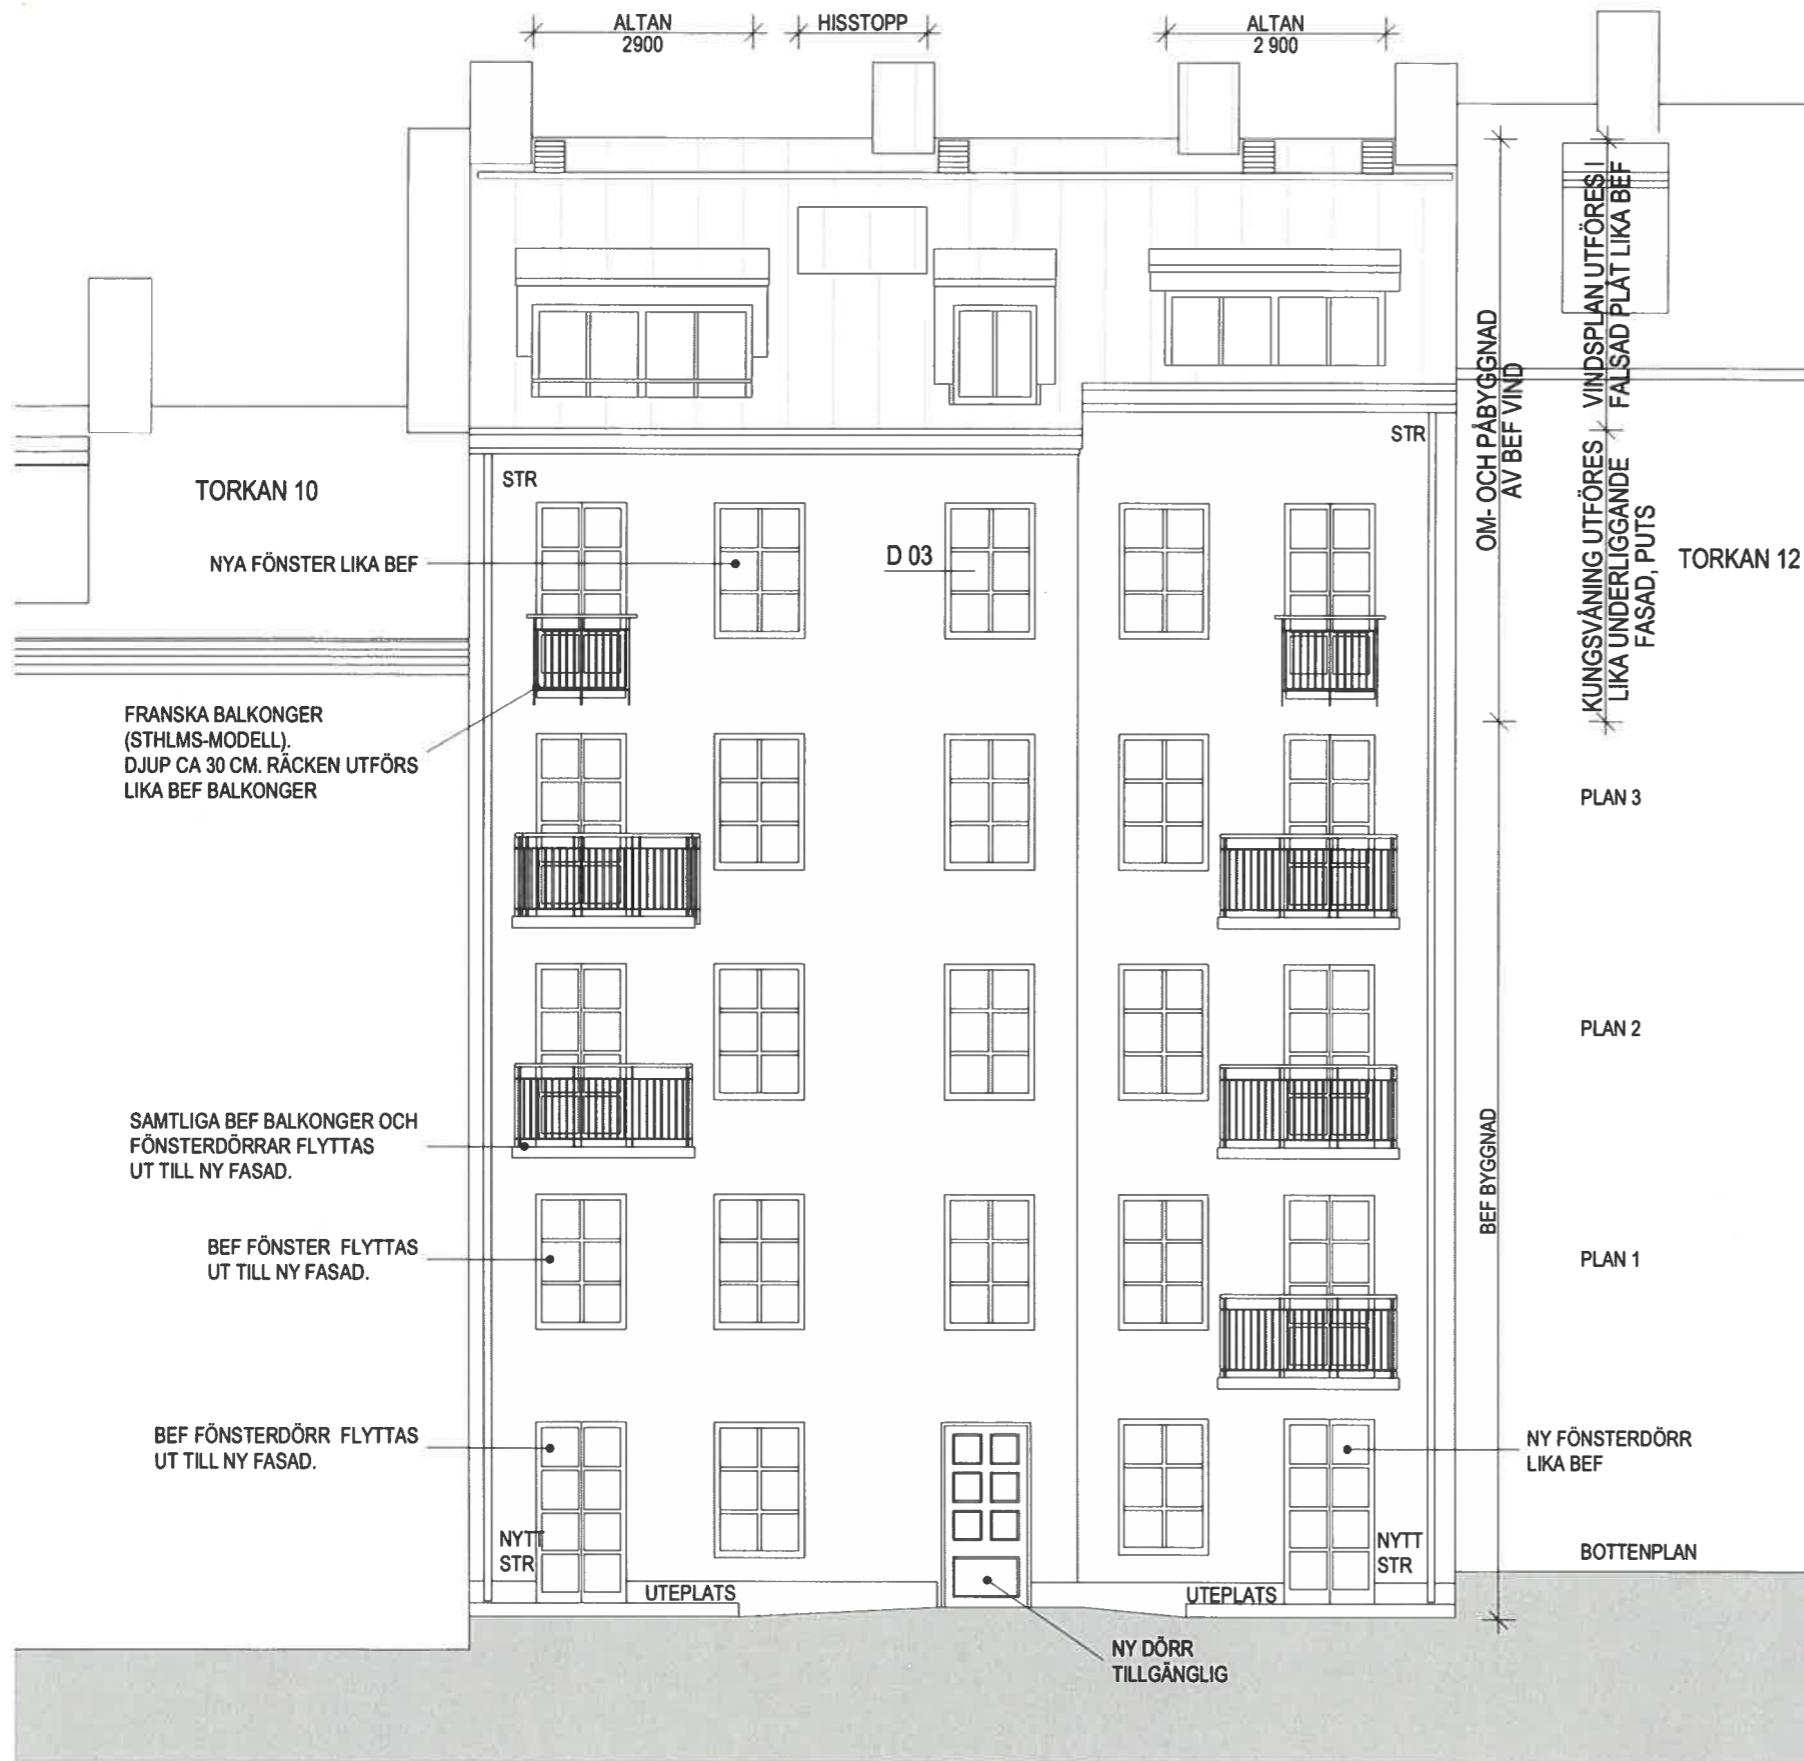 ALTAN
2900
HISSTOPP
ALTAN
2 900
OM- OCH PÅBYGGNAD
AV BEF VIND
VINDSPLAN UTFÖRES I
FALSAD PLÅT LIKA BEF
KUNGSVÅNING UTFÖRES
LIKA UNDERLIGGANDE
FASAD, PUTS
STR
STR
TORKAN 10
NYA FÖNSTER LIKA BEF
D 03
TORKAN 12
FRANSKA BALKONGER
(STHLMS-MODELL).
DJUP CA 30 CM. RÄCKEN UTFÖRS
LIKA BEF BALKONGER
PLAN 3
PLAN 2
SAMTLIGA BEF BALKONGER OCH
FÖNSTERDÖRRAR FLYTTAS
UT TILL NY FASAD.
BEF BYGGNAD
BEF FÖNSTER FLYTTAS
UT TILL NY FASAD.
PLAN 1
BEF FÖNSTERDÖRR FLYTTAS
UT TILL NY FASAD.
NY FÖNSTERDÖRR
LIKA BEF
NYTT
STR
NYTT
STR
BOTTENPLAN
UTEPLATS
UTEPLATS
NY DÖRR
TILLGÄNGLIG